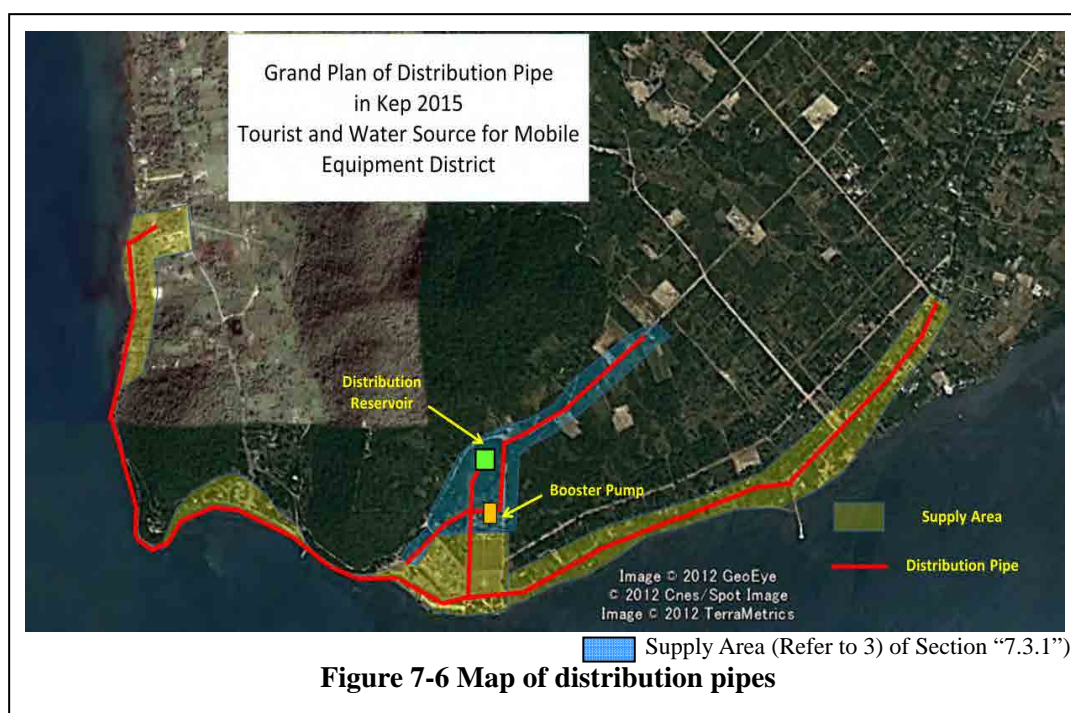 Grand Plan of Distribution Pipe
in Kep 2015
Tourist and Water Source for Mobile
Equipment District
Distribution
Reservoir
Booster Pump
Supply Area
Distribution Pipe
Image © 2012 GeoEye
© 2012 Cnes/Spot Image
Image © 2012 TerraMetrics
Supply Area (Refer to 3) of Section “7.3.1”)
Figure 7-6 Map of distribution pipes